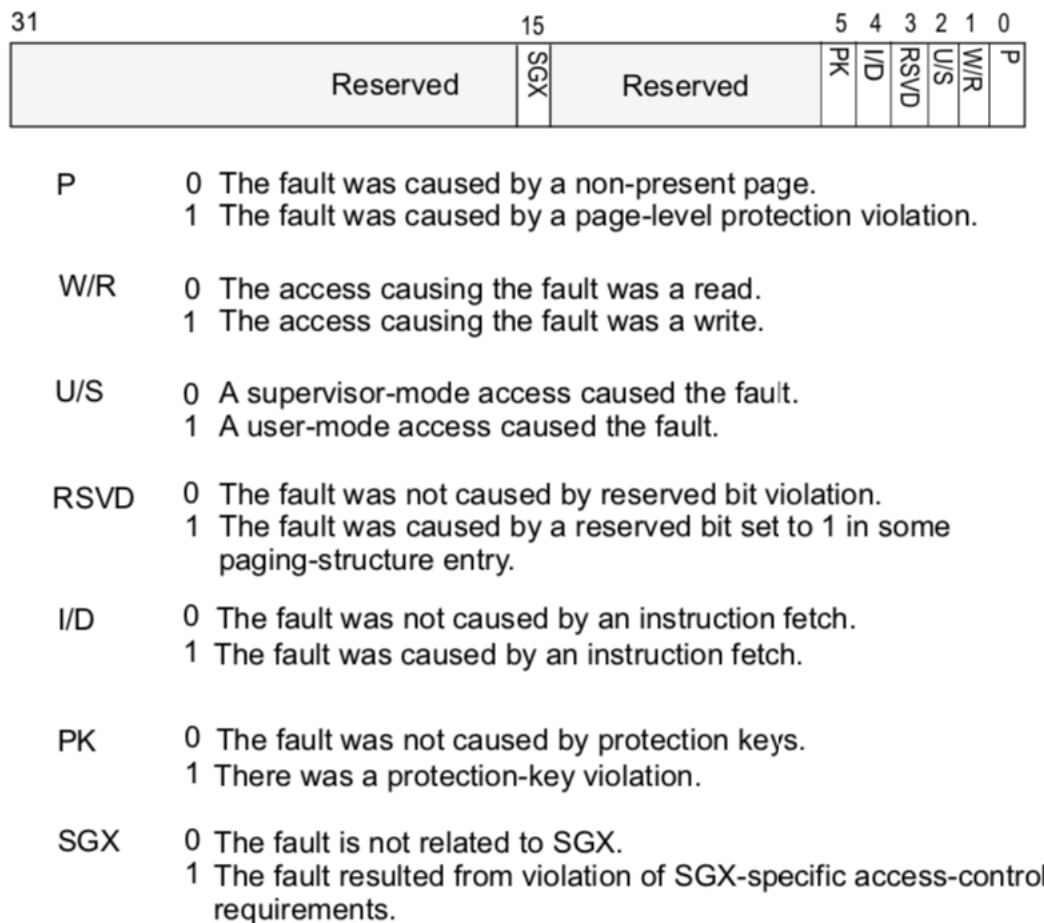 31 15 5 4 3 2 1 0
Reserved SGX Reserved PK I/D RSVD U/S W/R P
P 0 The fault was caused by a non-present page.
1 The fault was caused by a page-level protection violation.
W/R 0 The access causing the fault was a read.
1 The access causing the fault was a write.
U/S 0 A supervisor-mode access caused the fault.
1 A user-mode access caused the fault.
RSVD 0 The fault was not caused by reserved bit violation.
1 The fault was caused by a reserved bit set to 1 in some
paging-structure entry.
I/D 0 The fault was not caused by an instruction fetch.
1 The fault was caused by an instruction fetch.
PK 0 The fault was not caused by protection keys.
1 There was a protection-key violation.
SGX 0 The fault is not related to SGX.
1 The fault resulted from violation of SGX-specific access-control
requirements.